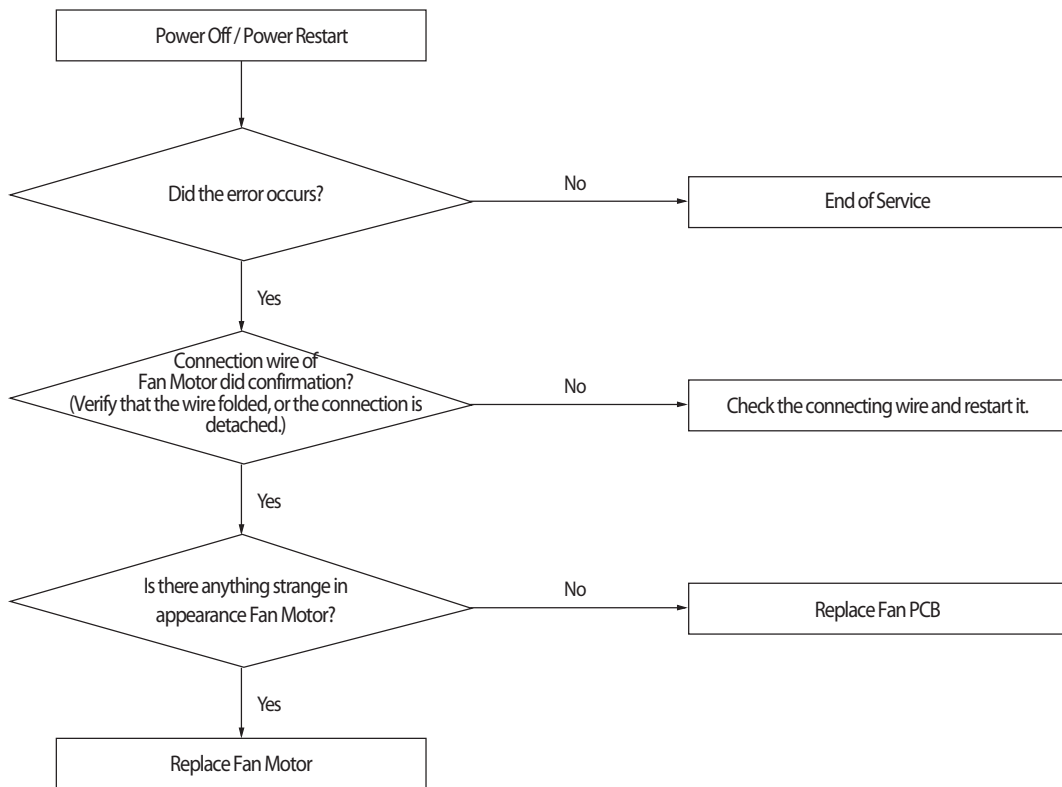 Power Off / Power Restart
Did the error occurs?
No
End of Service
Yes
Connection wire of
Fan Motor did confirmation?
(Verify that the wire folded, or the connection is
detached.)
No
Check the connecting wire and restart it.
Yes
Is there anything strange in
appearance Fan Motor?
No
Replace Fan PCB
Yes
Replace Fan Motor